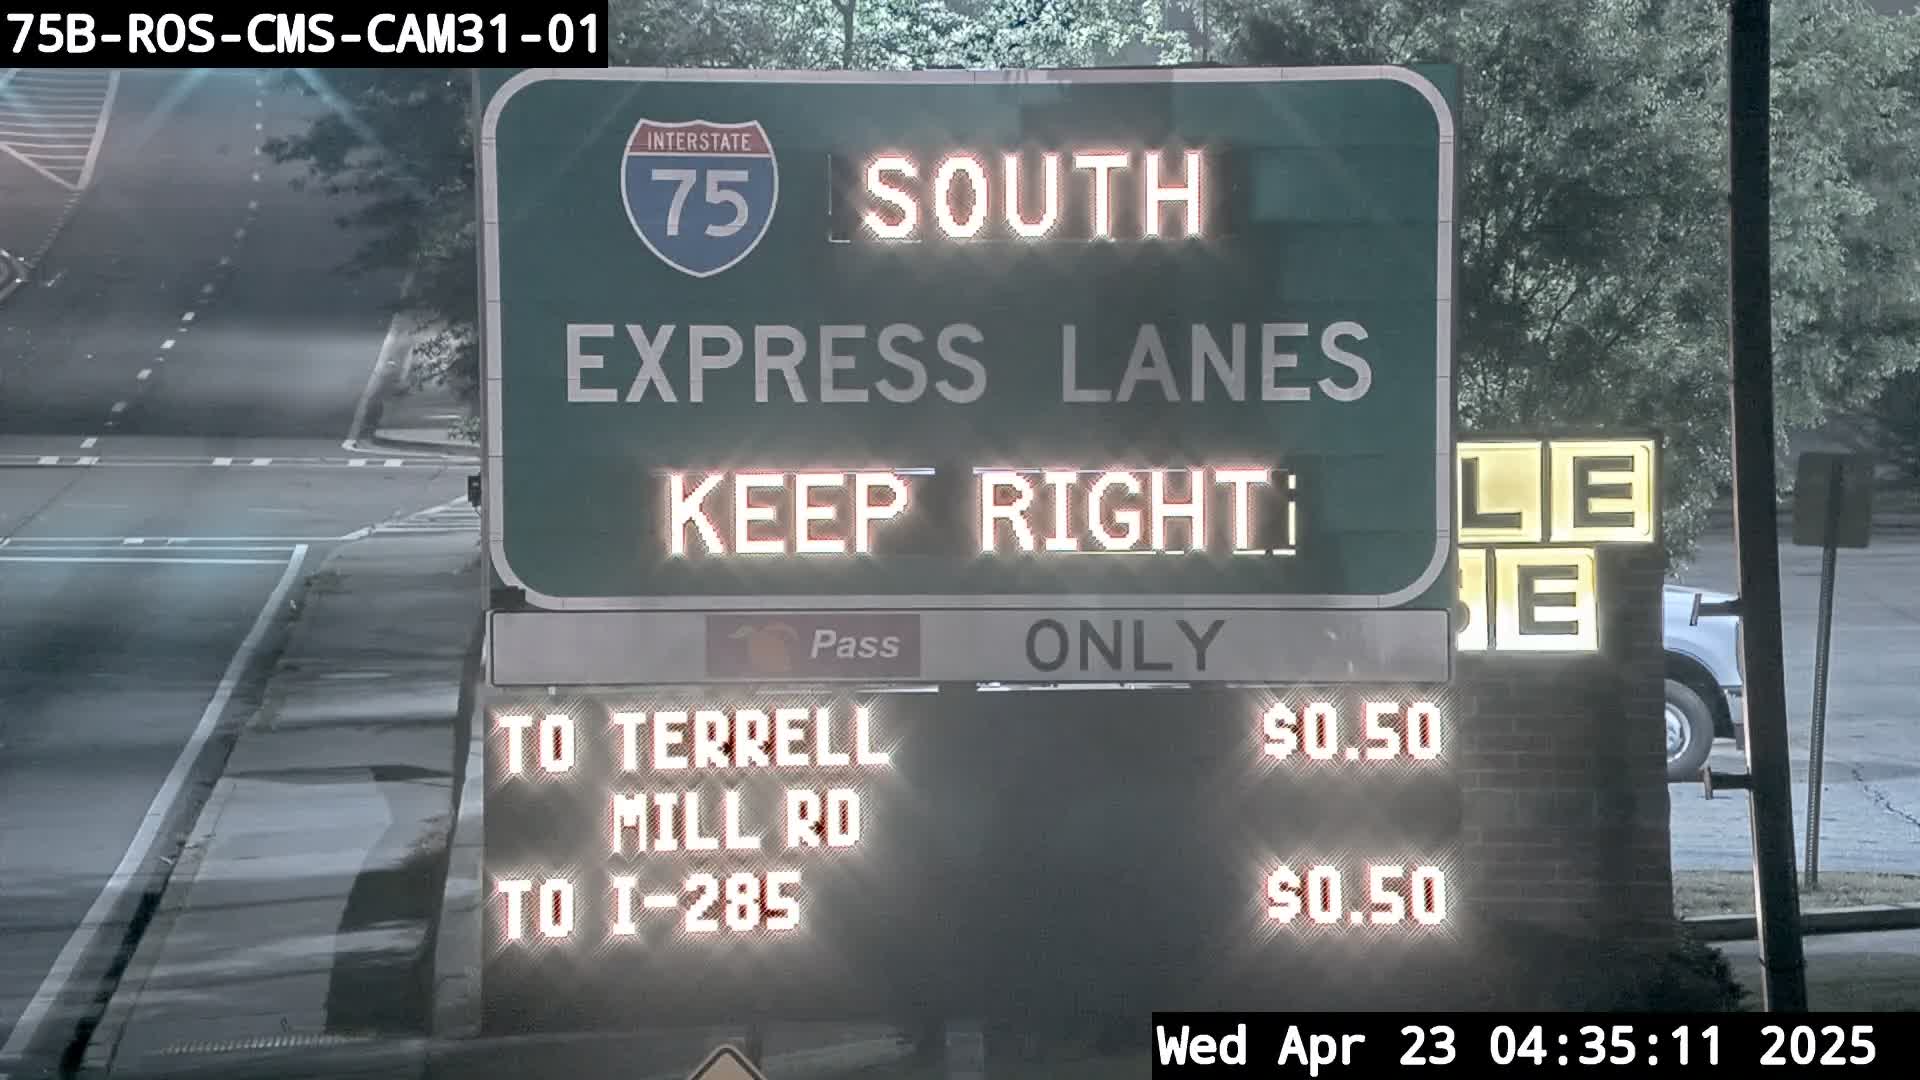 75B-ROS-CMS-CAM31-01
INTERSTATE
75
SOUTH
EXPRESS LANES
KEEP RIGHT
LE
E
Pass ONLY
TO TERRELL $0.50
MILL RD
TO I-285 $0.50
Wed Apr 23 04:35:11 2025